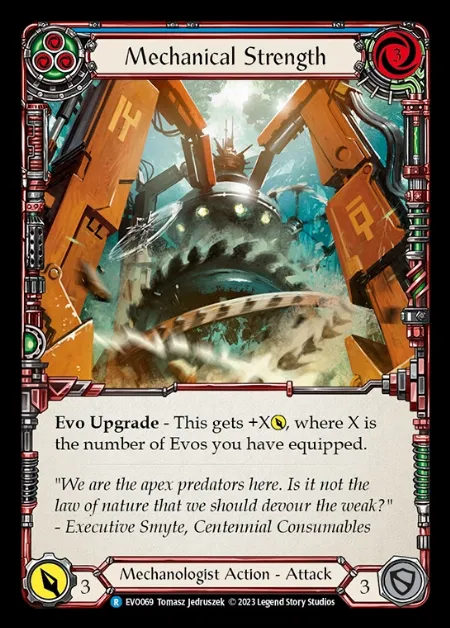 Mechanical Strength
3
Evo Upgrade - This gets +X, where X is
the number of Evos you have equipped.
"We are the apex predators here. Is it not the
law of nature that we should devour the weak?"
- Executive Smyte, Centennial Consumables
3
Mechanologist Action - Attack
3
R EVO069 Tomasz Jedruszek © 2023 Legend Story Studios